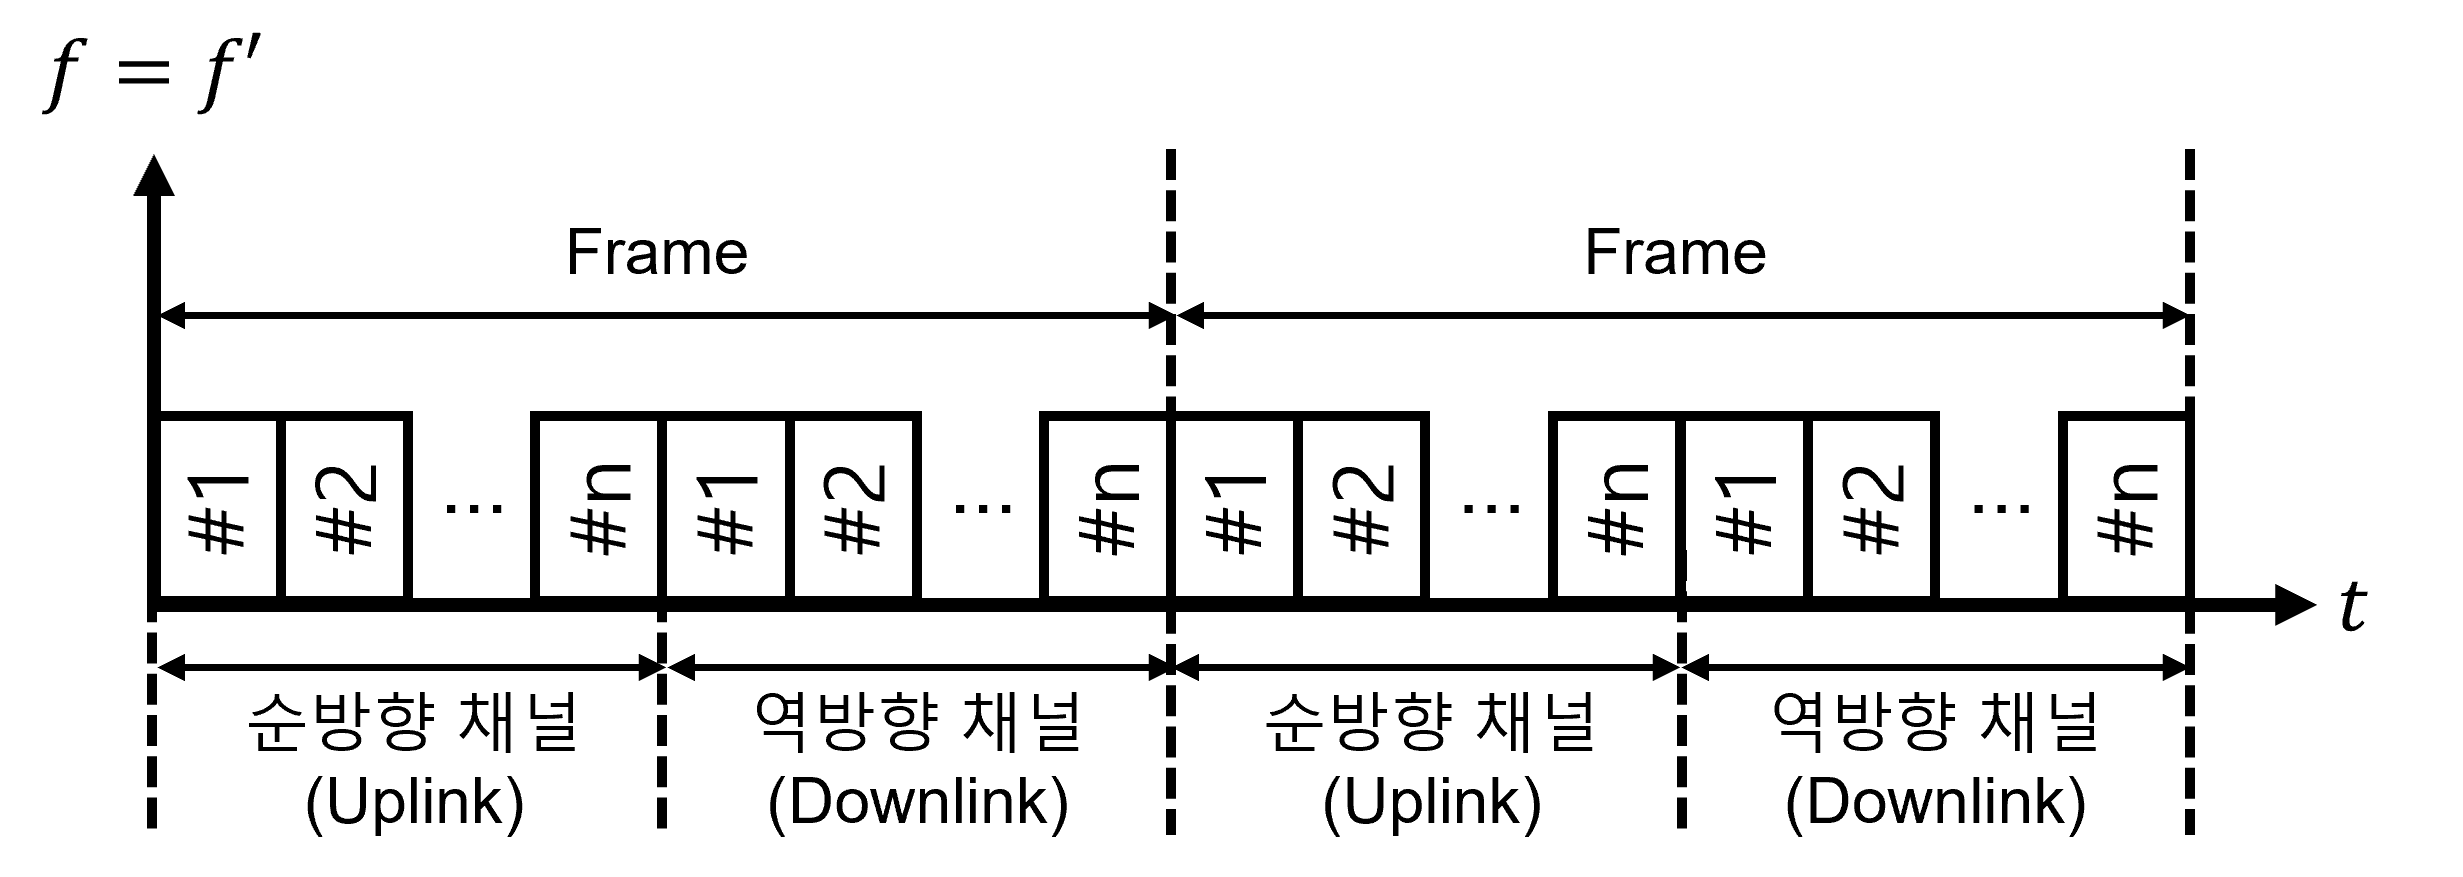 f = f′
Frame
Frame
#1 #2 ... #n #1 #2 ... #n #1 #2 ... #n #1 #2 ... #n
t
순방향 채널
(Uplink)
역방향 채널
(Downlink)
순방향 채널
(Uplink)
역방향 채널
(Downlink)